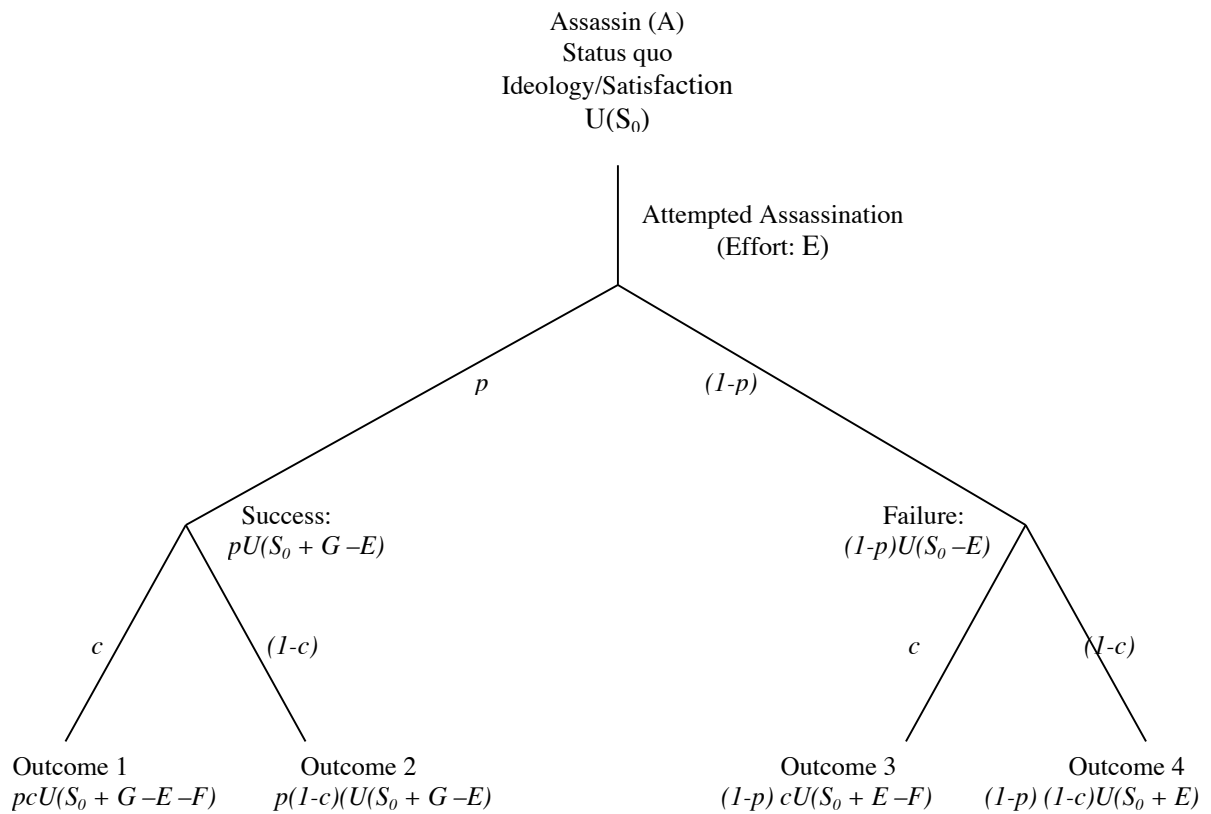 Assassin (A)
Status quo
Ideology/Satisfaction
U(S₀)
Attempted Assassination
(Effort: E)
p
(1-p)
Success:
pU(S₀ + G –E)
Failure:
(1-p)U(S₀ –E)
c
(1-c)
c
(1-c)
Outcome 1
pcU(S₀ + G –E –F)
Outcome 2
p(1-c)(U(S₀ + G –E)
Outcome 3
(1-p) cU(S₀ + E –F)
Outcome 4
(1-p) (1-c)U(S₀ + E)